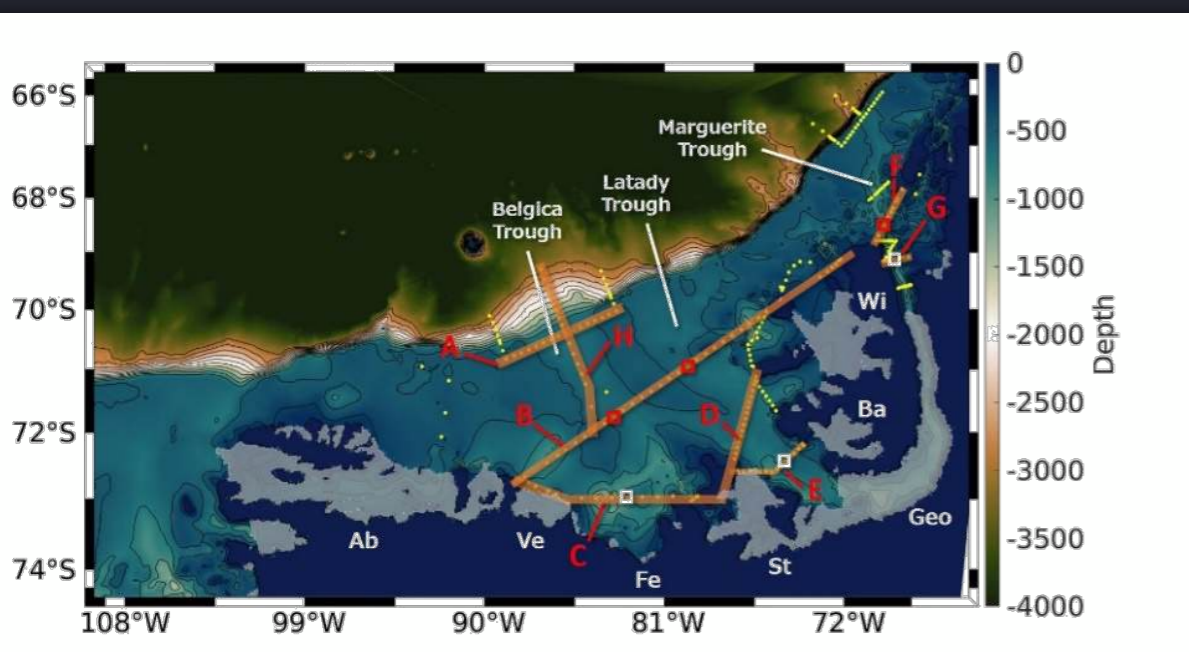 0
66°S
-500
Marguerite
Trough
68°S
Latady
Trough
-1000
F
G
Belgica
Trough
-1500
70°S
Wi
-2000
Depth
A
H
-2500
72°S
B
D
Ba
-3000
E
Geo
Ab
Ve
-3500
C
St
74°S
Fe
-4000
108°W
99°W
90°W
81°W
72°W